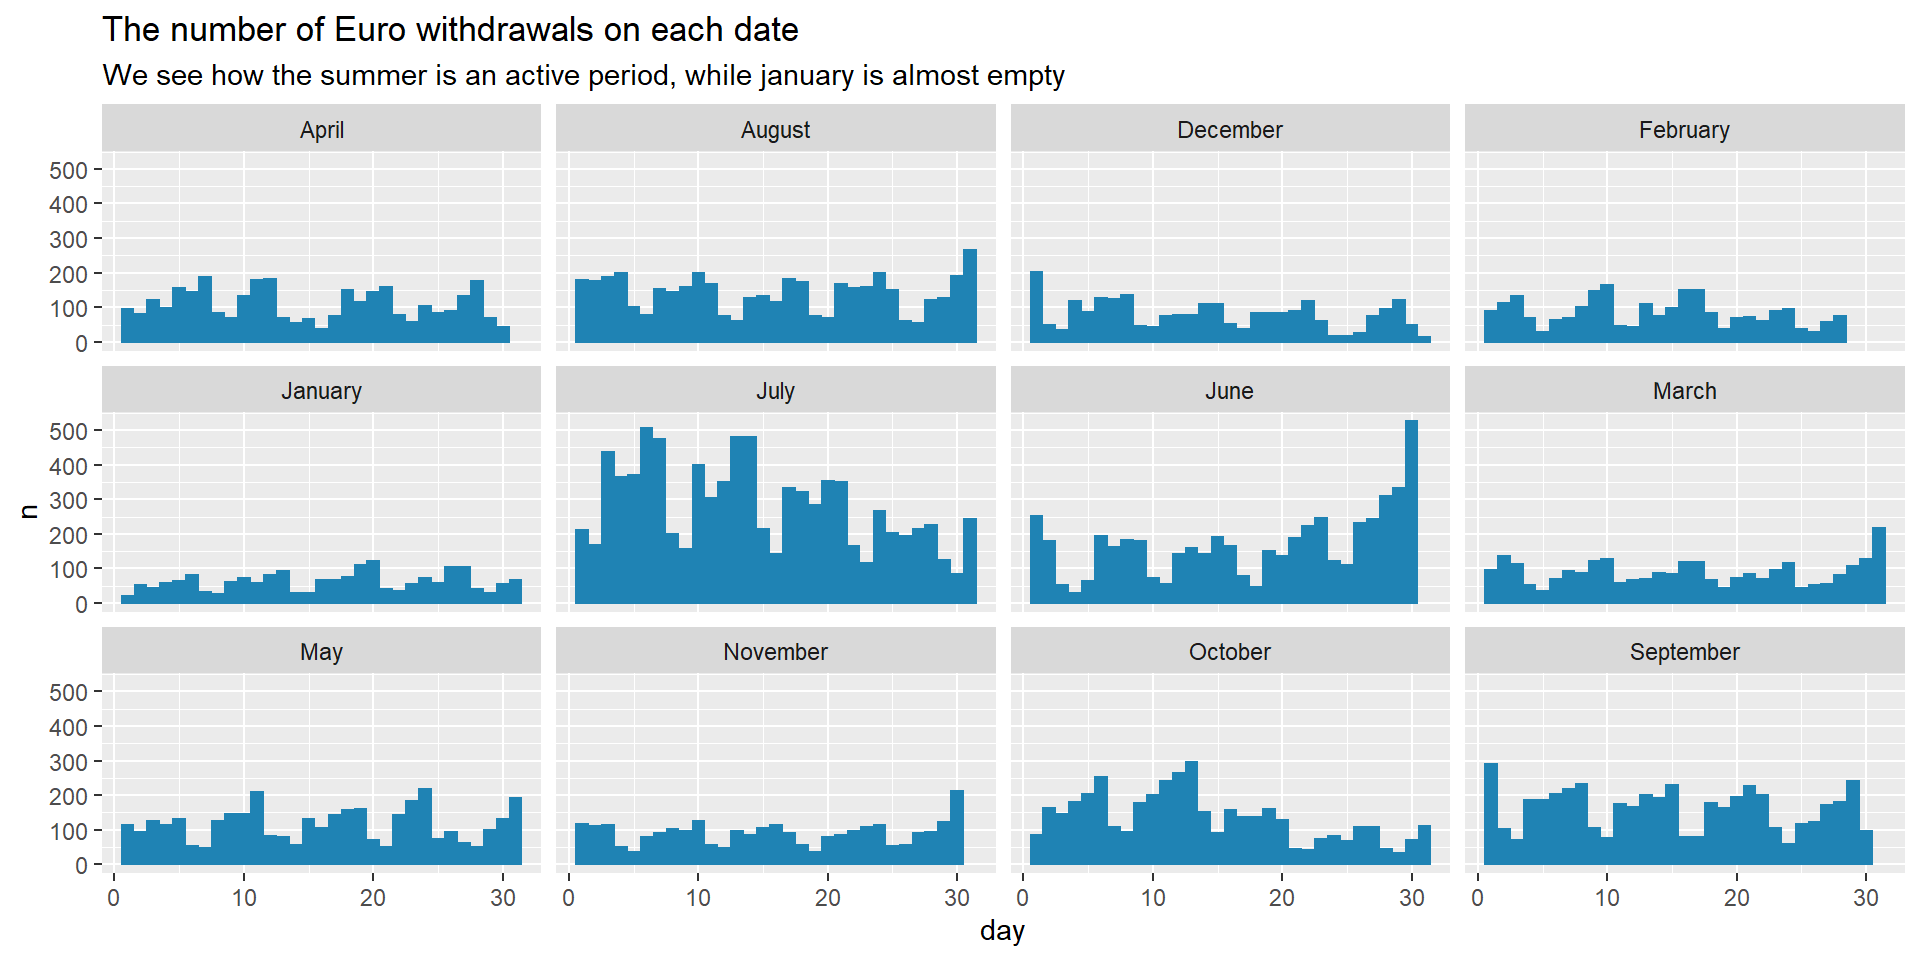 The number of Euro withdrawals on each date
We see how the summer is an active period, while january is almost empty
April August December February
500
400
300
200
100
0
January July June March
500
400
300
200
100
0
n
May November October September
500
400
300
200
100
0
0 10 20 30 0 10 20 30 0 10 20 30 0 10 20 30
day